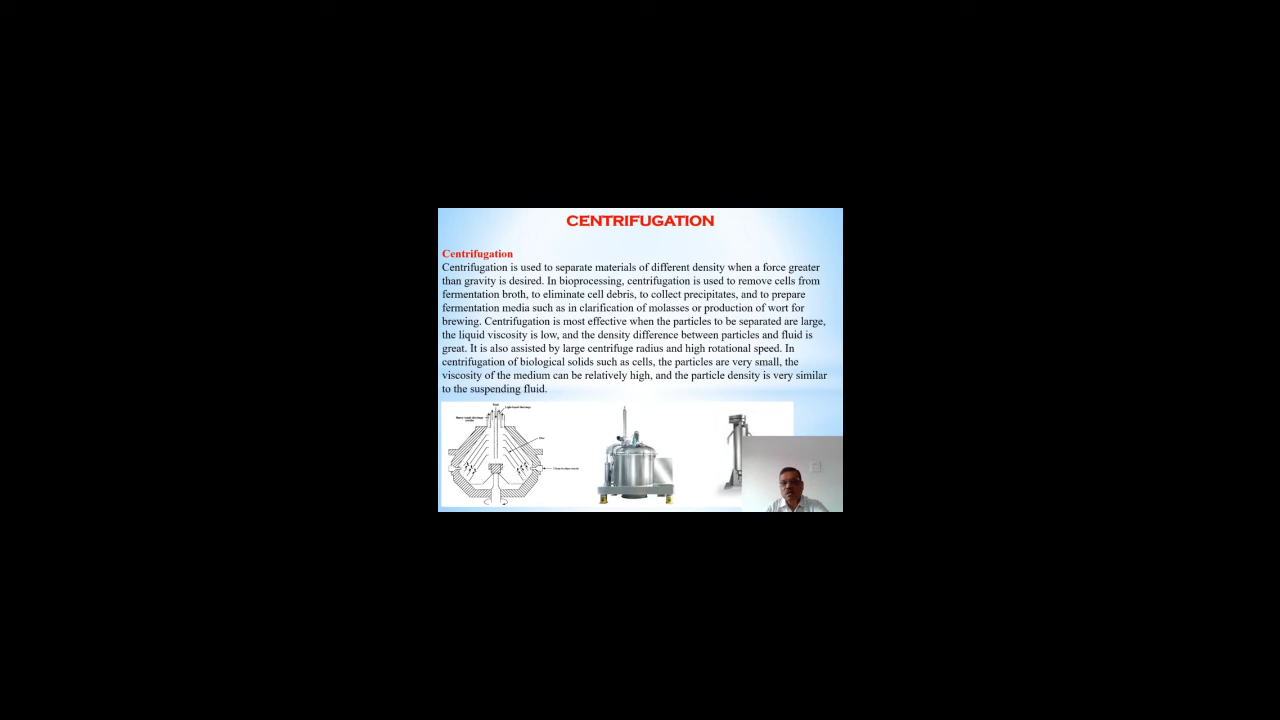 CENTRIFUGATION
Centrifugation
Centrifugation is used to separate materials of different density when a force greater
than gravity is desired. In bioprocessing, centrifugation is used to remove cells from
fermentation broth, to eliminate cell debris, to collect precipitates, and to prepare
fermentation media such as in clarification of molasses or production of wort for
brewing. Centrifugation is most effective when the particles to be separated are large,
the liquid viscosity is low, and the density difference between particles and fluid is
great. It is also assisted by large centrifuge radius and high rotational speed. In
centrifugation of biological solids such as cells, the particles are very small, the
viscosity of the medium can be relatively high, and the particle density is very similar
to the suspending fluid.